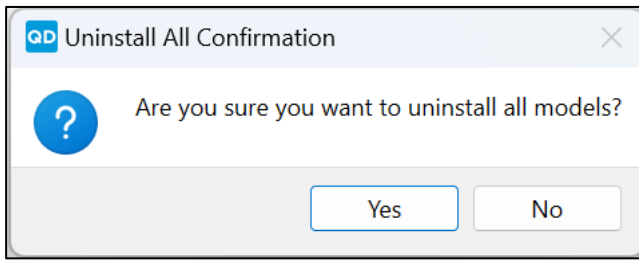 QD Uninstall All Confirmation
Are you sure you want to uninstall all models?
Yes No